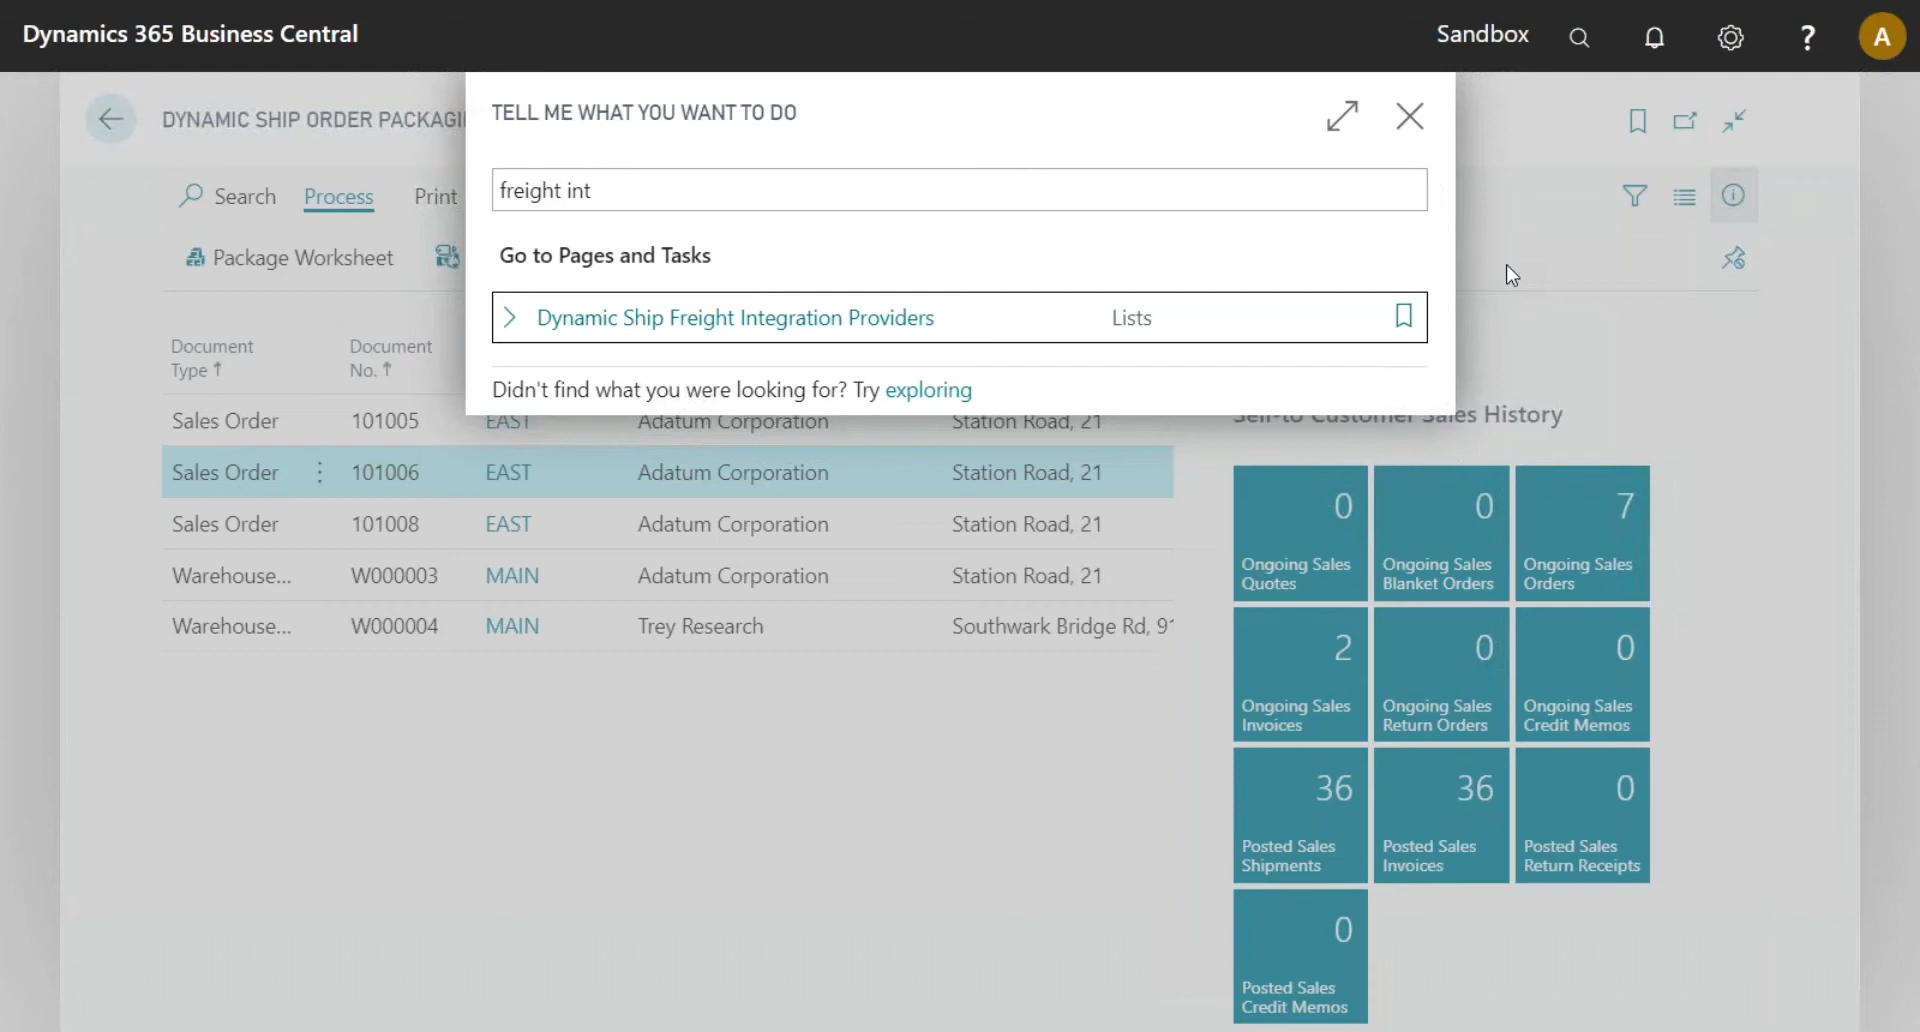 Dynamics 365 Business Central
Sandbox
?
A
DYNAMIC SHIP ORDER PACKAGI
TELL ME WHAT YOU WANT TO DO
freight int
Search
Process
Print
Package Worksheet
Go to Pages and Tasks
Dynamic Ship Freight Integration Providers Lists
Didn't find what you were looking for? Try exploring
Document
Type ↑
Document
No. ↑
Sales Order 101005 EAST Adatum Corporation Station Road, 21
Sales Order 101006 EAST Adatum Corporation Station Road, 21
Sales Order 101008 EAST Adatum Corporation Station Road, 21
Warehouse... W000003 MAIN Adatum Corporation Station Road, 21
Warehouse... W000004 MAIN Trey Research Southwark Bridge Rd, 91
Sell-to Customer Sales History
0
Ongoing Sales
Quotes
0
Ongoing Sales
Blanket Orders
7
Ongoing Sales
Orders
2
Ongoing Sales
Invoices
0
Ongoing Sales
Return Orders
0
Ongoing Sales
Credit Memos
36
Posted Sales
Shipments
36
Posted Sales
Invoices
0
Posted Sales
Return Receipts
0
Posted Sales
Credit Memos